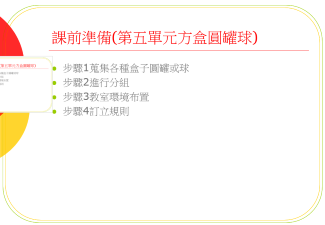 課前準備(第五單元方盒圓罐球)
步驟1蒐集各種盒子圓罐或球
步驟2進行分組
步驟3教室環境布置
步驟4訂立規則